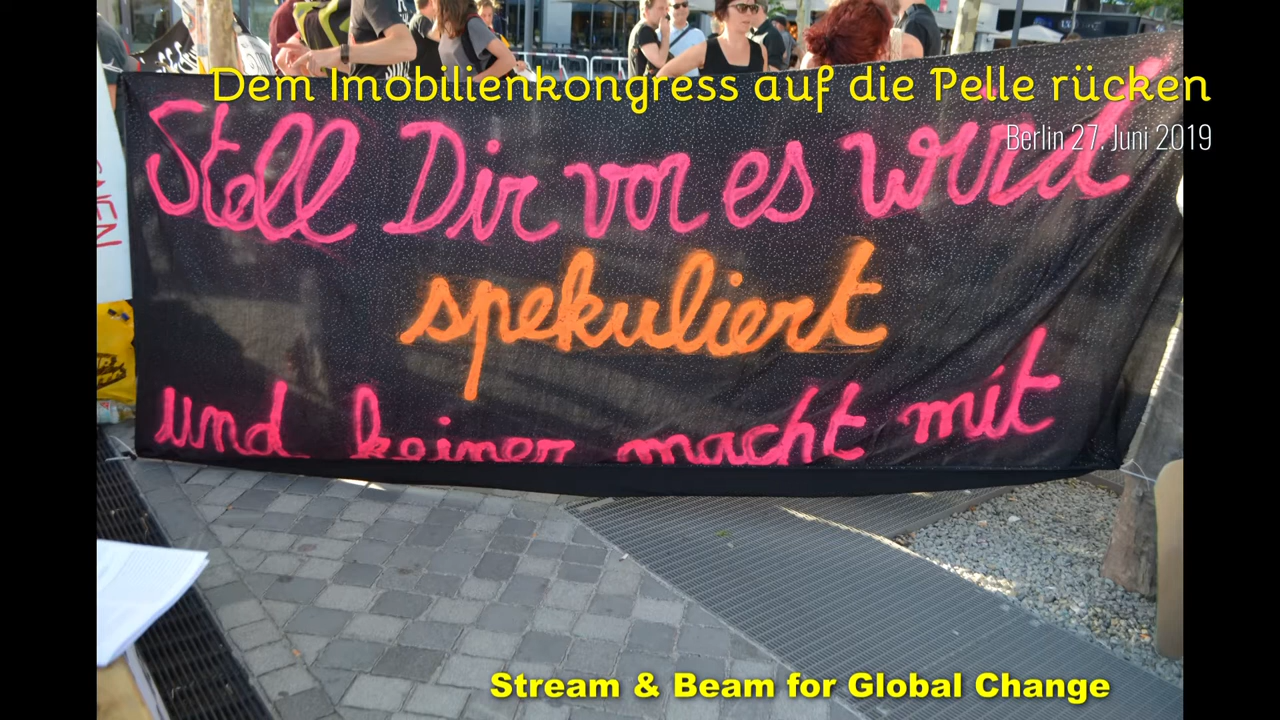 Dem Imobilienkongress auf die Pelle rücken
Berlin 27. Juni 2019
Stell Dir vor es wird
spekuliert
und keiner macht mit
Stream & Beam for Global Change